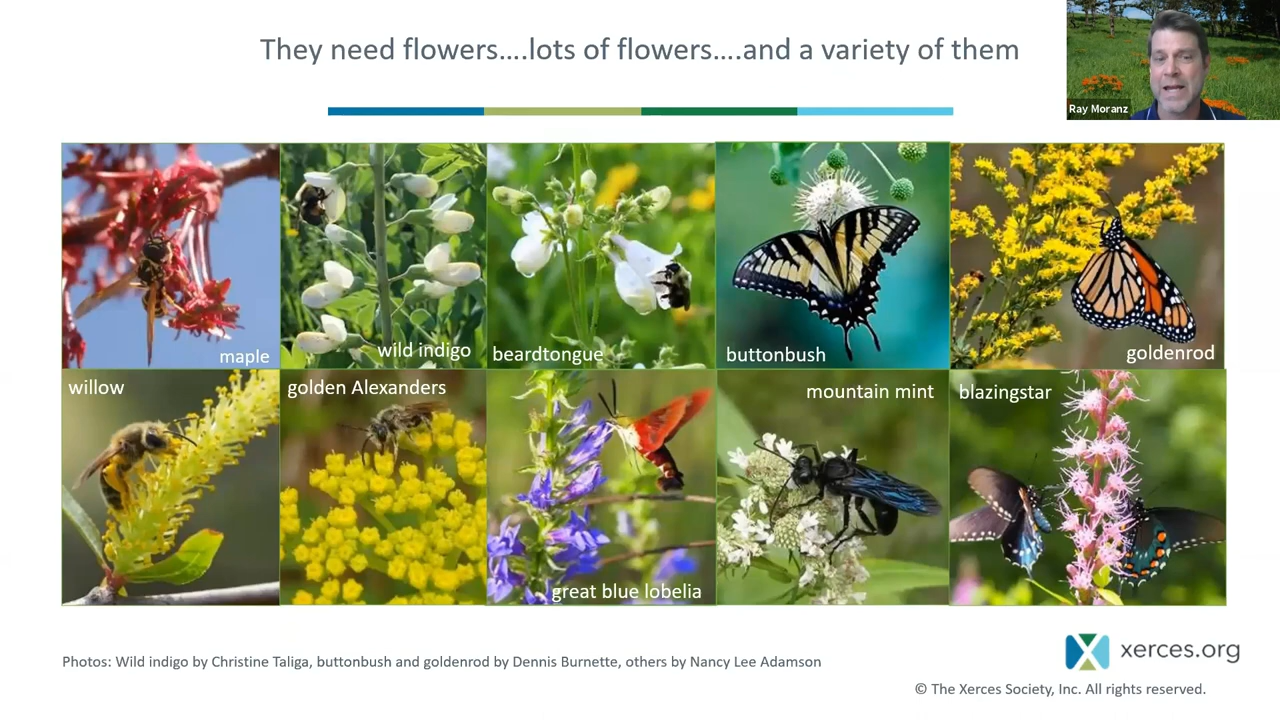 They need flowers....lots of flowers....and a variety of them
Ray Moranz
maple
wild indigo
beardtongue
buttonbush
goldenrod
willow
golden Alexanders
great blue lobelia
mountain mint
blazingstar
Photos: Wild indigo by Christine Taliga, buttonbush and goldenrod by Dennis Burnette, others by Nancy Lee Adamson
xerces.org
© The Xerces Society, Inc. All rights reserved.